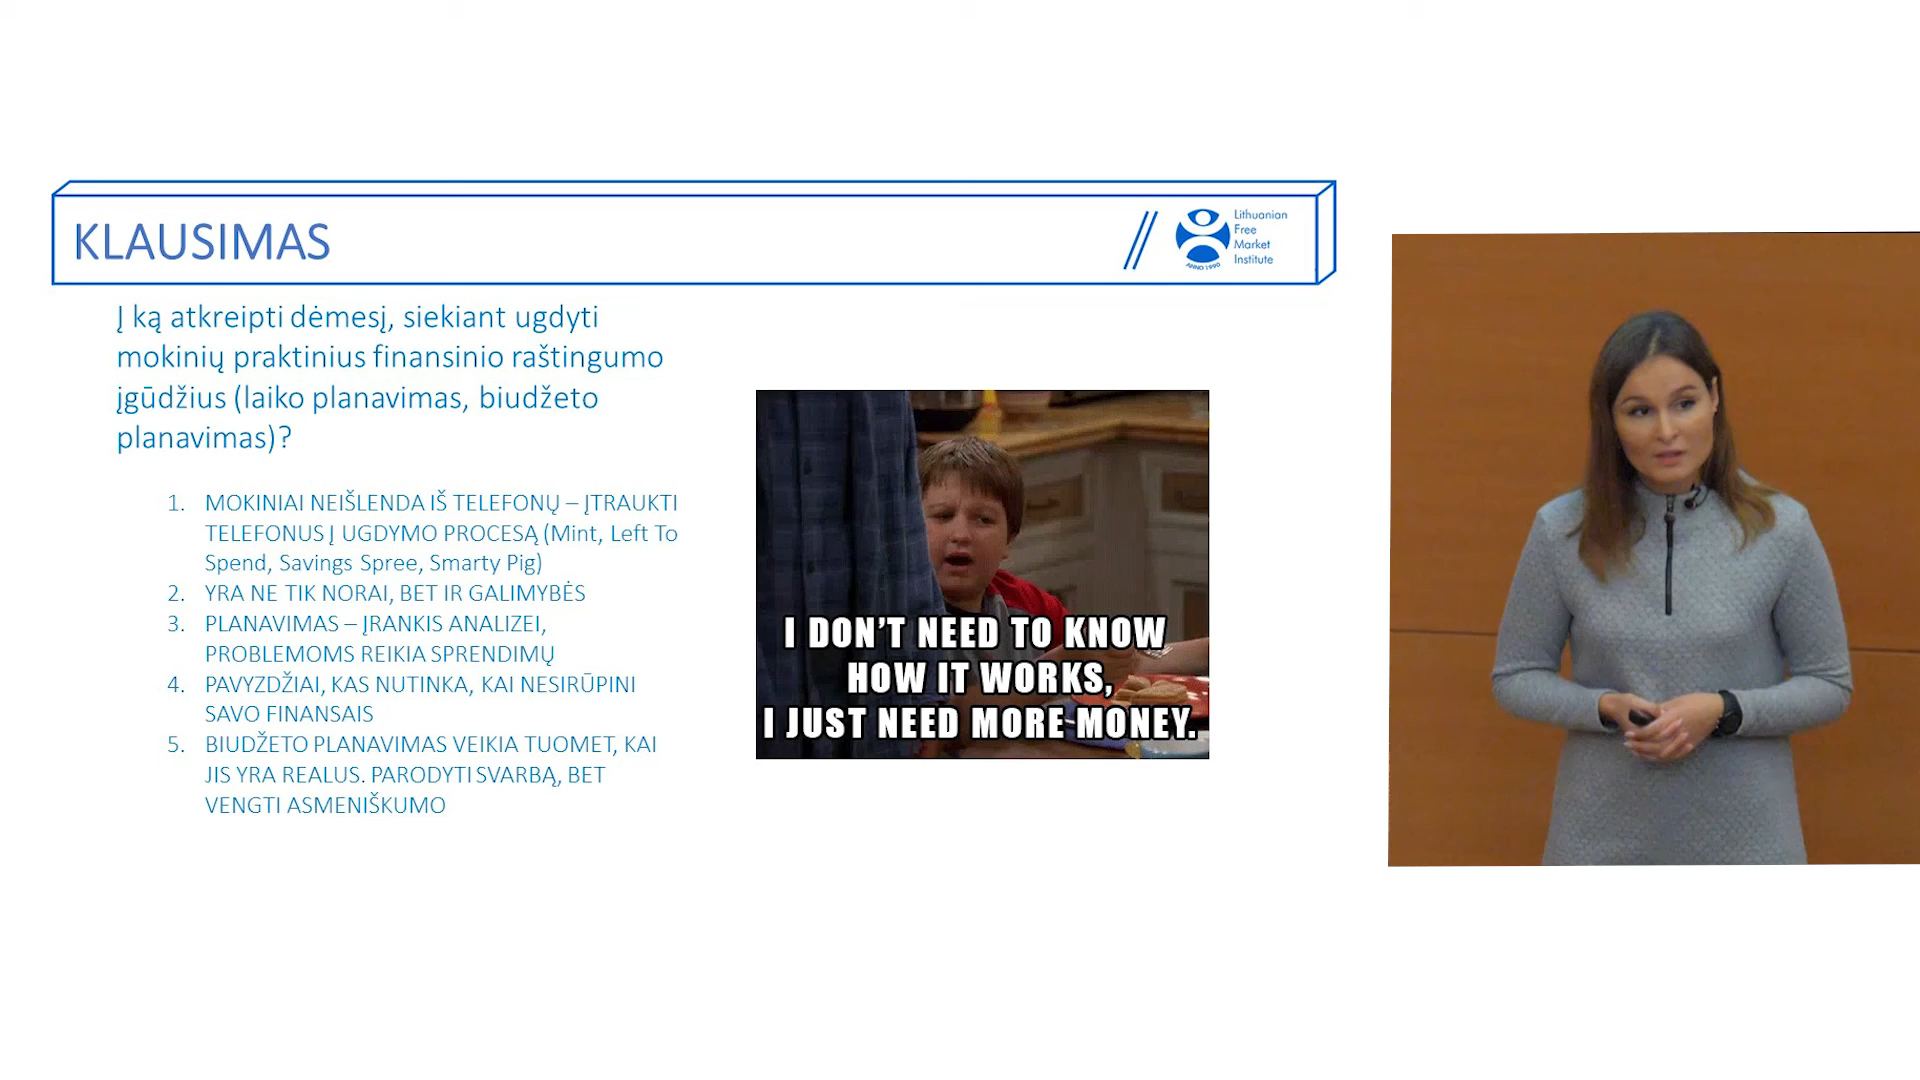 KLAUSIMAS
Lithuanian
Free
Market
Institute
ANNO 1990
Į ką atkreipti dėmesį, siekiant ugdyti
mokinių praktinius finansinio raštingumo
įgūdžius (laiko planavimas, biudžeto
planavimas)?
1. MOKINIAI NEIŠLENDA IŠ TELEFONŲ – ĮTRAUKTI
TELEFONUS Į UGDYMO PROCESĄ (Mint, Left To
Spend, Savings Spree, Smarty Pig)
2. YRA NE TIK NORAI, BET IR GALIMYBĖS
3. PLANAVIMAS – ĮRANKIS ANALIZEI,
PROBLEMOMS REIKIA SPRENDIMŲ
4. PAVYZDŽIAI, KAS NUTINKA, KAI NESIRŪPINI
SAVO FINANSAIS
5. BIUDŽETO PLANAVIMAS VEIKIA TUOMET, KAI
JIS YRA REALUS. PARODYTI SVARBĄ, BET
VENGTI ASMENIŠKUMO
I DON'T NEED TO KNOW
HOW IT WORKS,
I JUST NEED MORE MONEY.